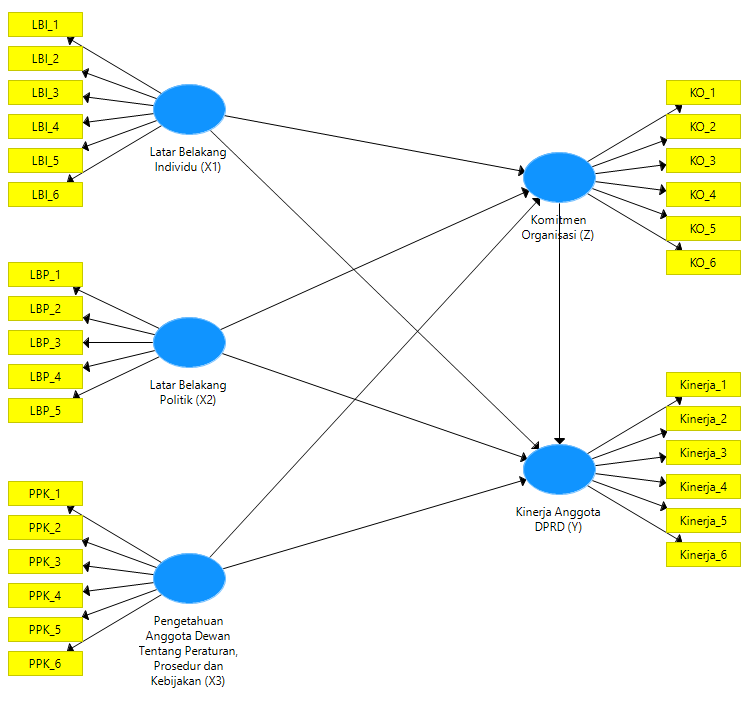 LBI_1
LBI_2
LBI_3
LBI_4
LBI_5
LBI_6
Latar Belakang
Individu (X1)
LBP_1
LBP_2
LBP_3
LBP_4
LBP_5
Latar Belakang
Politik (X2)
PPK_1
PPK_2
PPK_3
PPK_4
PPK_5
PPK_6
Pengetahuan
Anggota Dewan
Tentang Peraturan,
Prosedur dan
Kebijakan (X3)
KO_1
KO_2
KO_3
KO_4
KO_5
KO_6
Komitmen
Organisasi (Z)
Kinerja_1
Kinerja_2
Kinerja_3
Kinerja_4
Kinerja_5
Kinerja_6
Kinerja Anggota
DPRD (Y)